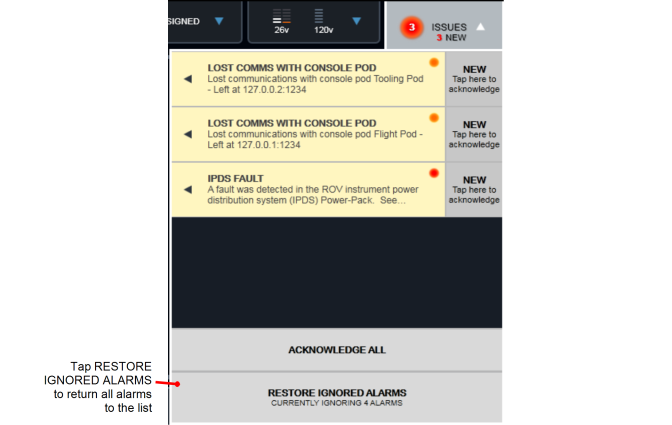 SIGNED
26v
120v
3
ISSUES
3 NEW
LOST COMMS WITH CONSOLE POD
Lost communications with console pod Tooling Pod
- Left at 127.0.0.2:1234
NEW
Tap here to
acknowledge
LOST COMMS WITH CONSOLE POD
Lost communications with console pod Flight Pod -
Left at 127.0.0.1:1234
NEW
Tap here to
acknowledge
IPDS FAULT
A fault was detected in the ROV instrument power
distribution system (IPDS) Power-Pack. See...
NEW
Tap here to
acknowledge
ACKNOWLEDGE ALL
Tap RESTORE
IGNORED ALARMS
to return all alarms
to the list
RESTORE IGNORED ALARMS
CURRENTLY IGNORING 4 ALARMS